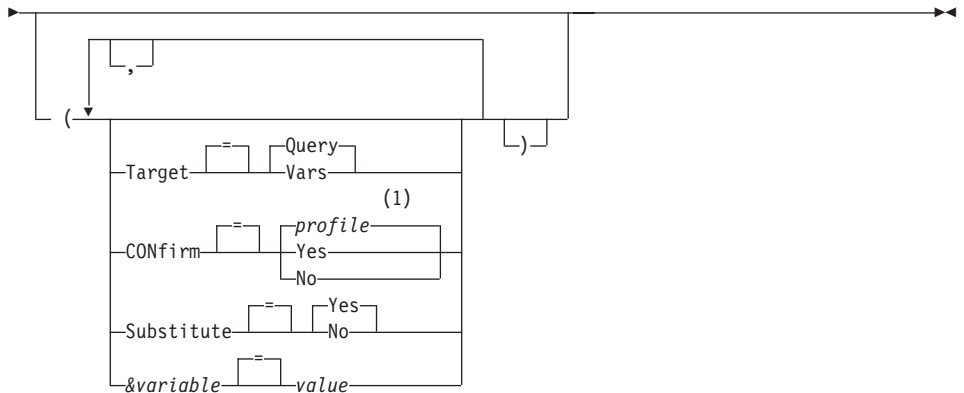 ,
(
)
= Query
Target Vars
(1)
= profile
CONfirm Yes
No
= Yes
Substitute No
=
&variable value